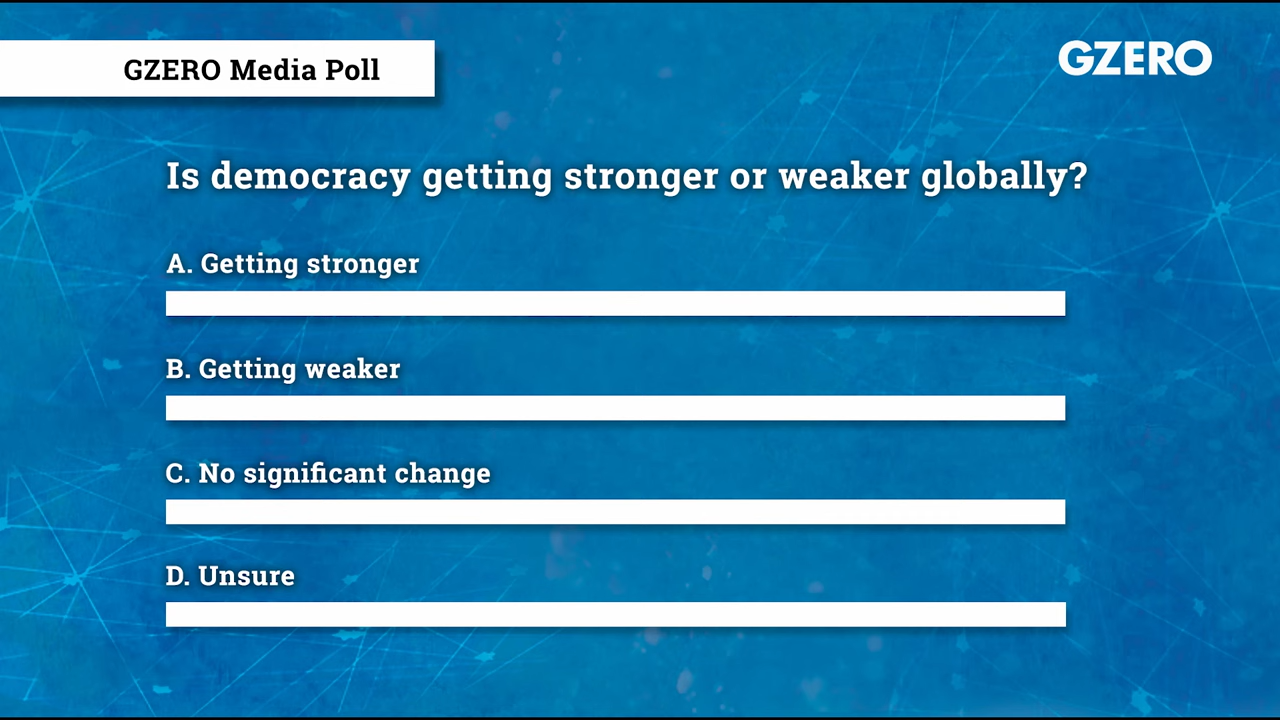 GZERO Media Poll
GZERO
Is democracy getting stronger or weaker globally?
A. Getting stronger
B. Getting weaker
C. No significant change
D. Unsure